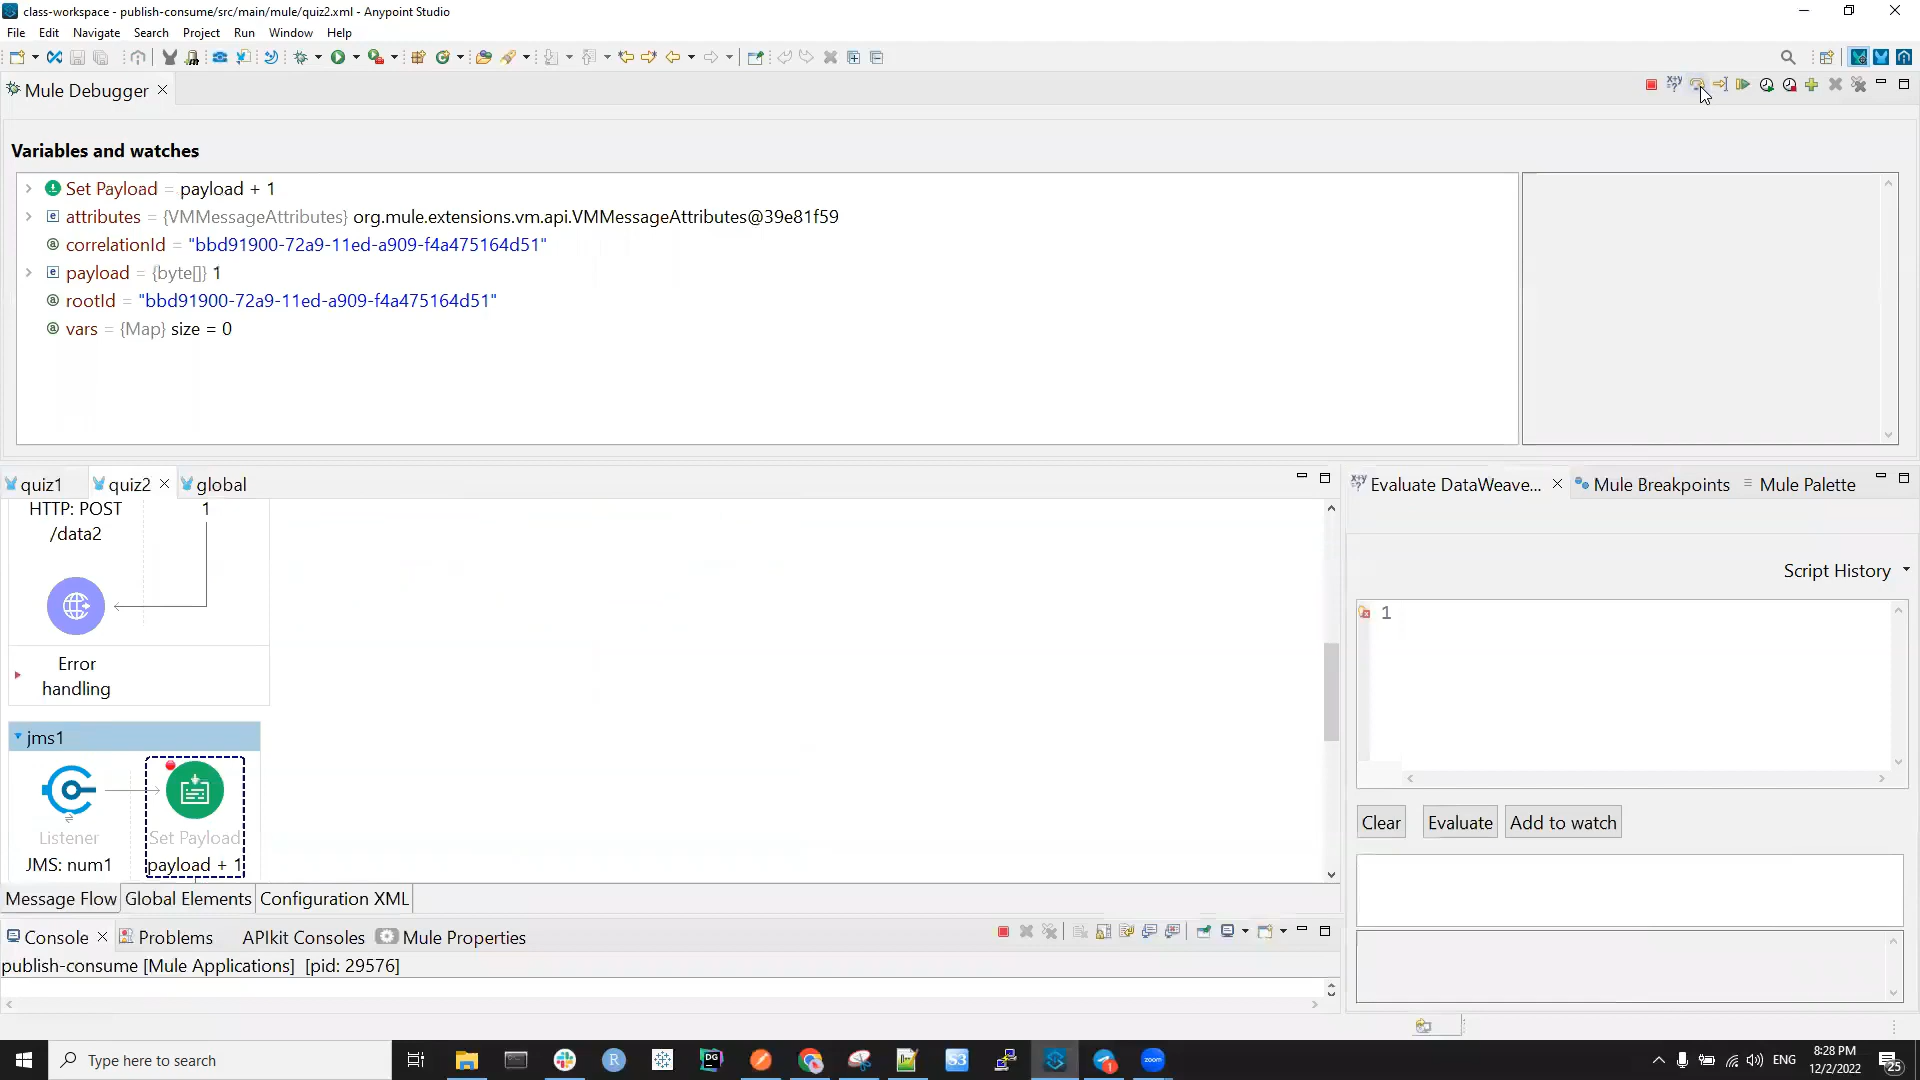 class-workspace - publish-consume/src/main/mule/quiz2.xml - Anypoint Studio
File Edit Navigate Search Project Run Window Help
Mule Debugger
Variables and watches
Set Payload = payload + 1
attributes = {VMMessageAttributes} org.mule.extensions.vm.api.VMMessageAttributes@39e81f59
correlationId = "bbd91900-72a9-11ed-a909-f4a475164d51"
payload = {byte[]} 1
rootId = "bbd91900-72a9-11ed-a909-f4a475164d51"
vars = {Map} size = 0
quiz1 quiz2 global
HTTP: POST
/data2
1
Error
handling
jms1
Listener
JMS: num1
Set Payload
payload + 1
Message Flow Global Elements Configuration XML
Evaluate DataWeave... Mule Breakpoints Mule Palette
Script History
1
Clear Evaluate Add to watch
Console Problems APIkit Consoles Mule Properties
publish-consume [Mule Applications] [pid: 29576]
Type here to search
R
DG
S3
1
zoom
ENG
8:28 PM
12/2/2022
25